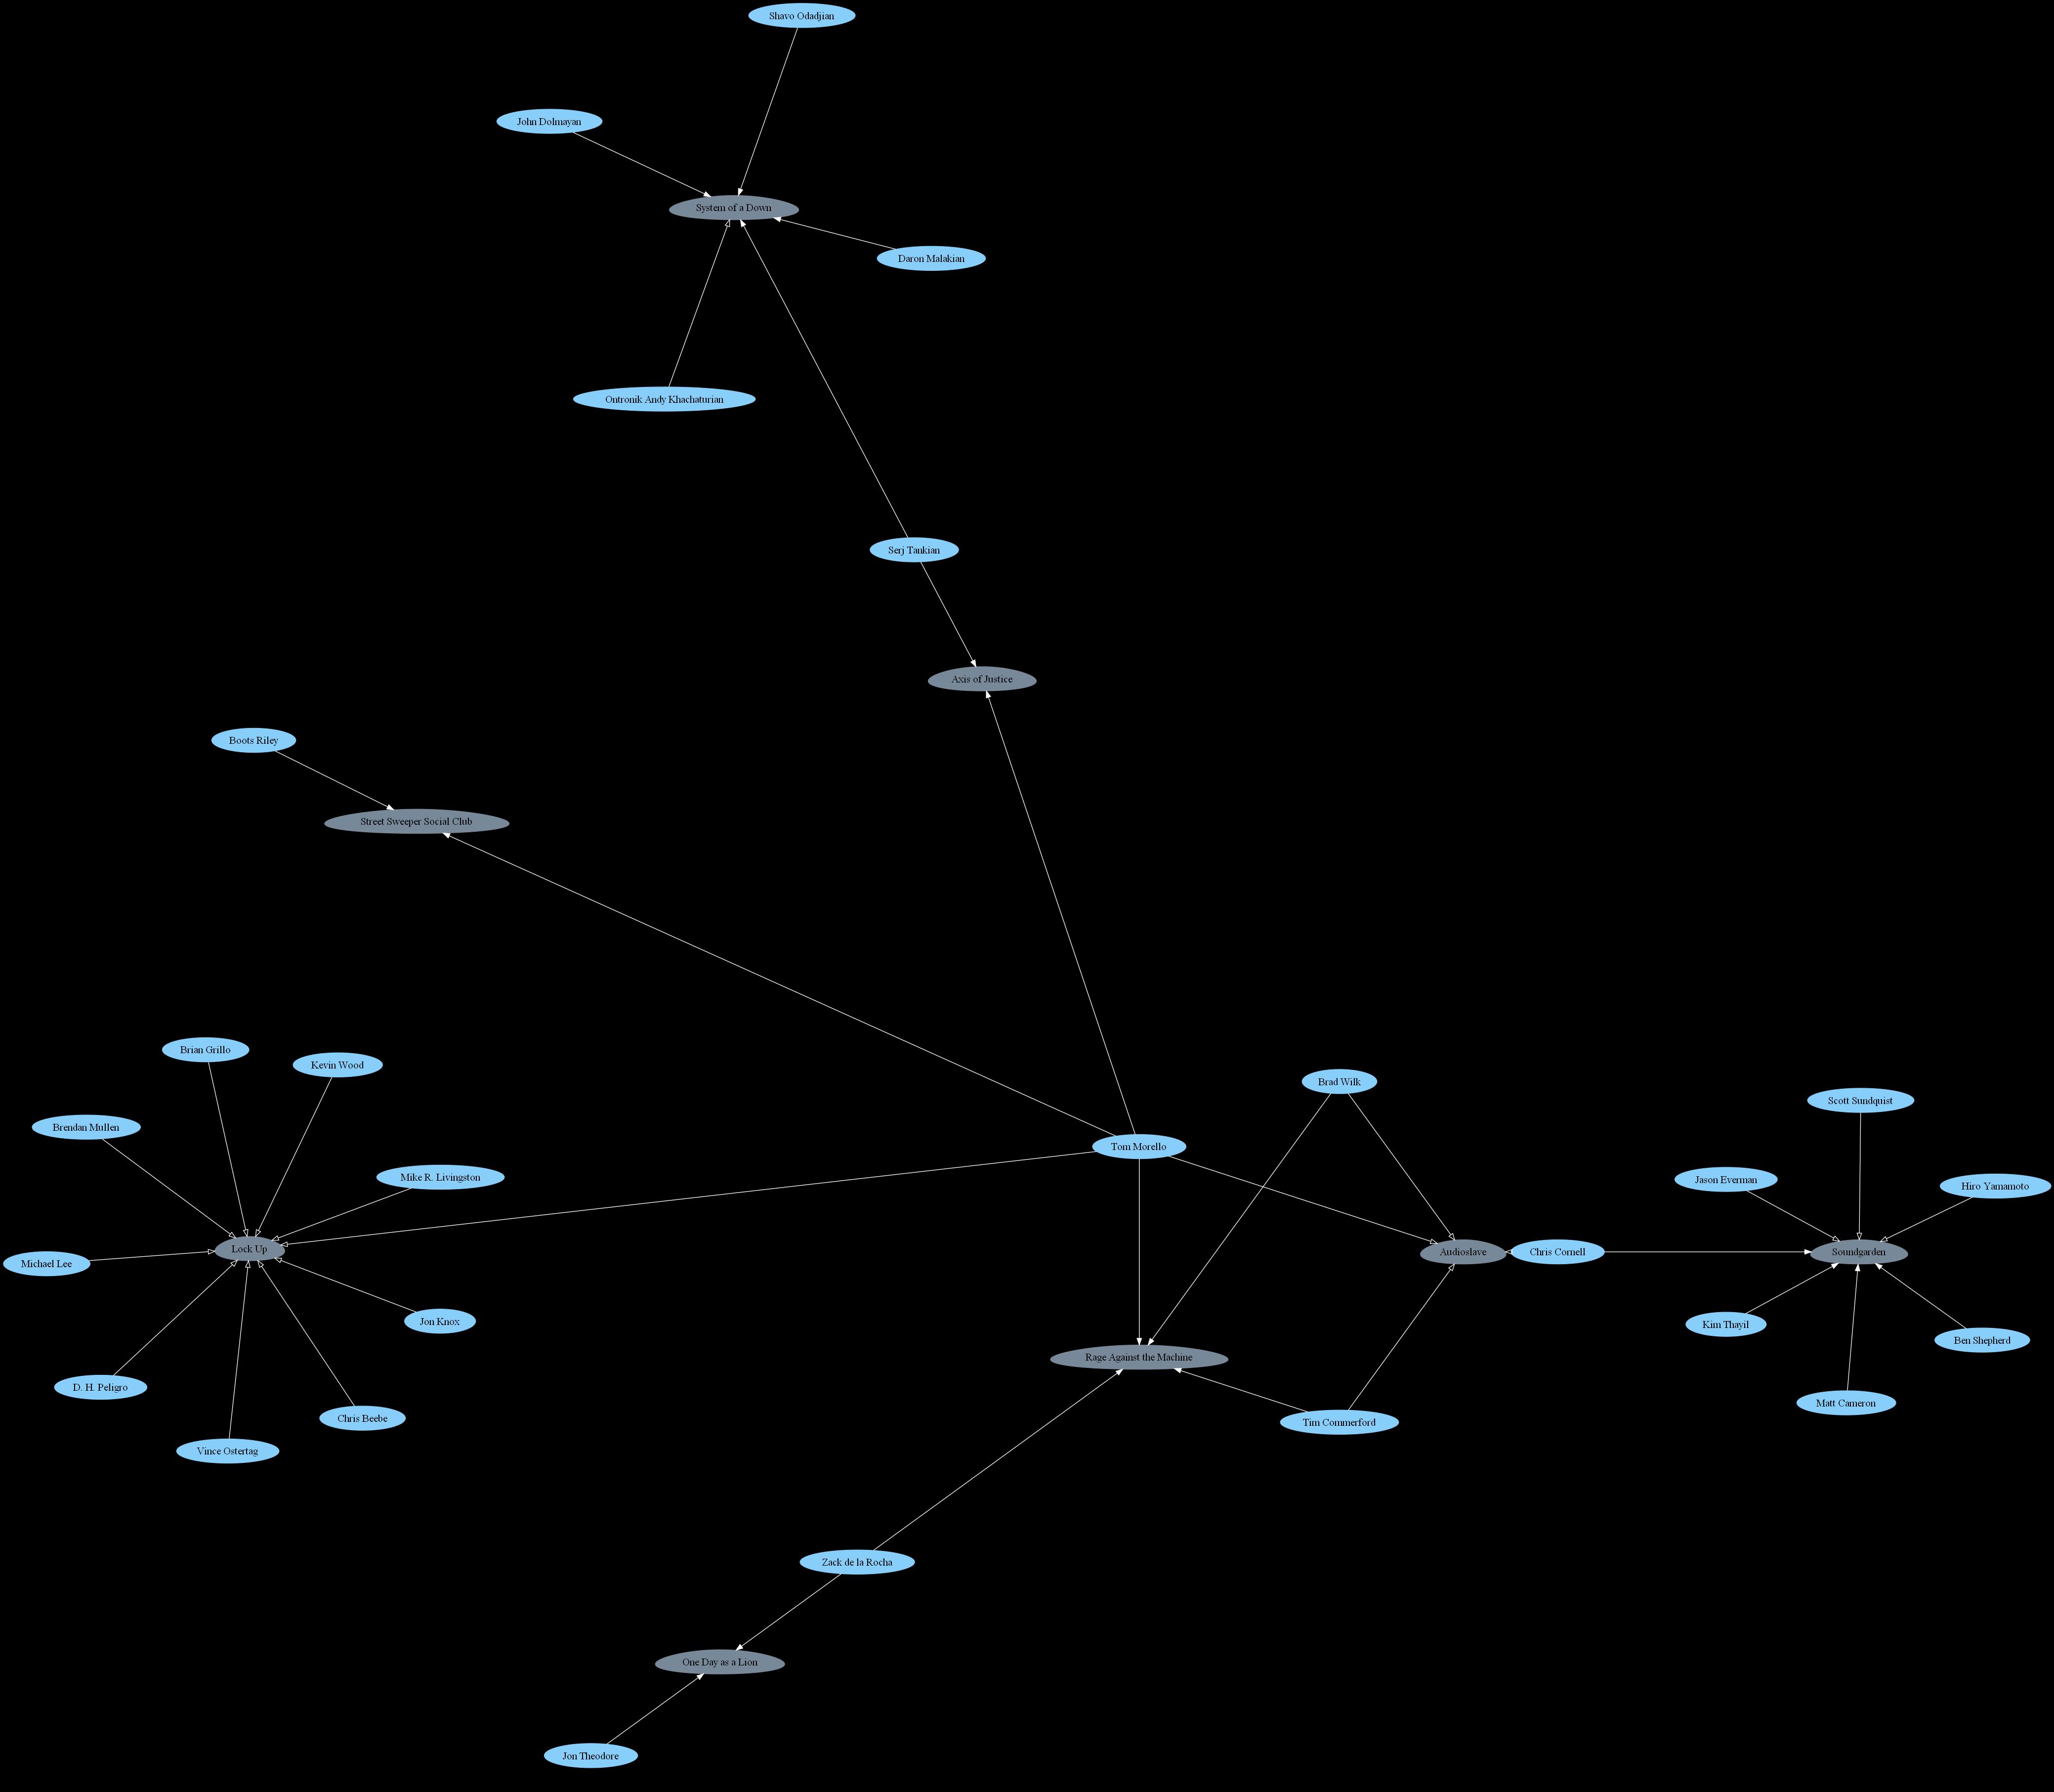 Shavo Odadjian
John Dolmayan
System of a Down
Daron Malakian
Ontronik Andy Khachaturian
Serj Tankian
Axis of Justice
Boots Riley
Street Sweeper Social Club
Brian Grillo
Kevin Wood
Brad Wilk
Scott Sundquist
Brendan Mullen
Tom Morello
Mike R. Livingston
Jason Everman
Hiro Yamamoto
Lock Up
Audioslave
Chris Cornell
Soundgarden
Michael Lee
Jon Knox
Kim Thayil
Ben Shepherd
Rage Against the Machine
D. H. Peligro
Matt Cameron
Chris Beebe
Tim Commerford
Vince Ostertag
Zack de la Rocha
One Day as a Lion
Jon Theodore